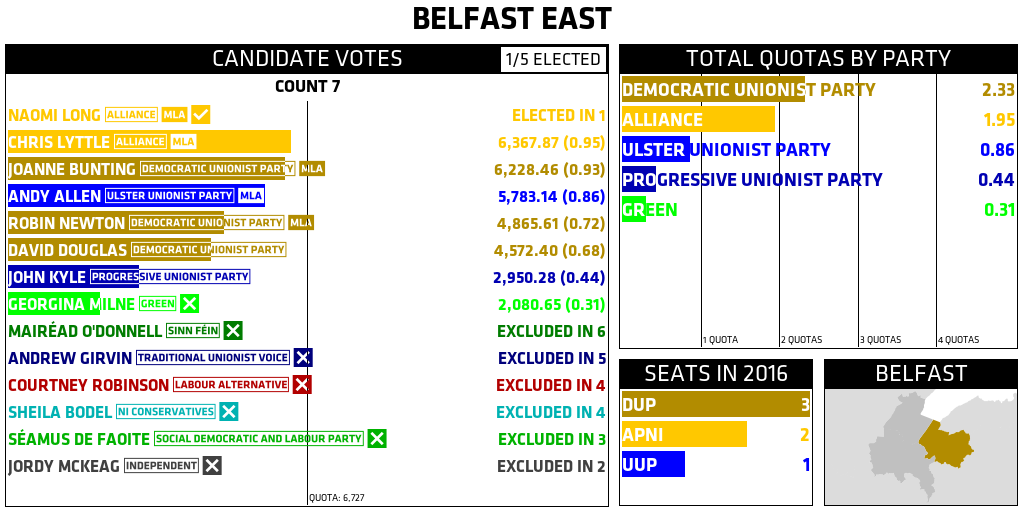 BELFAST EAST
CANDIDATE VOTES 1/5 ELECTED
COUNT 7
NAOMI LONG ALLIANCE MLA ELECTED IN 1
CHRIS LYTTLE ALLIANCE MLA 6,367.87 (0.95)
JOANNE BUNTING DEMOCRATIC UNIONIST PARTY MLA 6,228.46 (0.93)
ANDY ALLEN ULSTER UNIONIST PARTY MLA 5,783.14 (0.86)
ROBIN NEWTON DEMOCRATIC UNIONIST PARTY MLA 4,865.61 (0.72)
DAVID DOUGLAS DEMOCRATIC UNIONIST PARTY 4,572.40 (0.68)
JOHN KYLE PROGRESSIVE UNIONIST PARTY 2,950.28 (0.44)
GEORGINA MILNE GREEN 2,080.65 (0.31)
MAIRÉAD O'DONNELL SINN FÉIN EXCLUDED IN 6
ANDREW GIRVIN TRADITIONAL UNIONIST VOICE EXCLUDED IN 5
COURTNEY ROBINSON LABOUR ALTERNATIVE EXCLUDED IN 4
SHEILA BODEL NI CONSERVATIVES EXCLUDED IN 4
SÉAMUS DE FAOITE SOCIAL DEMOCRATIC AND LABOUR PARTY EXCLUDED IN 3
JORDY MCKEAG INDEPENDENT EXCLUDED IN 2
QUOTA: 6,727
TOTAL QUOTAS BY PARTY
DEMOCRATIC UNIONIST PARTY 2.33
ALLIANCE 1.95
ULSTER UNIONIST PARTY 0.86
PROGRESSIVE UNIONIST PARTY 0.44
GREEN 0.31
1 QUOTA 2 QUOTAS 3 QUOTAS 4 QUOTAS
SEATS IN 2016
DUP 3
APNI 2
UUP 1
BELFAST